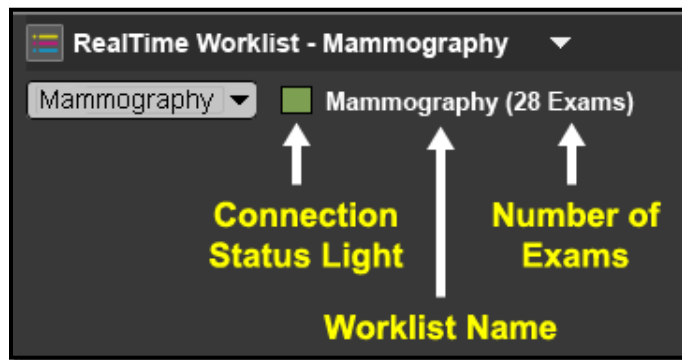 RealTime Worklist - Mammography
Mammography
Mammography (28 Exams)
Connection
Status Light
Number of
Exams
Worklist Name